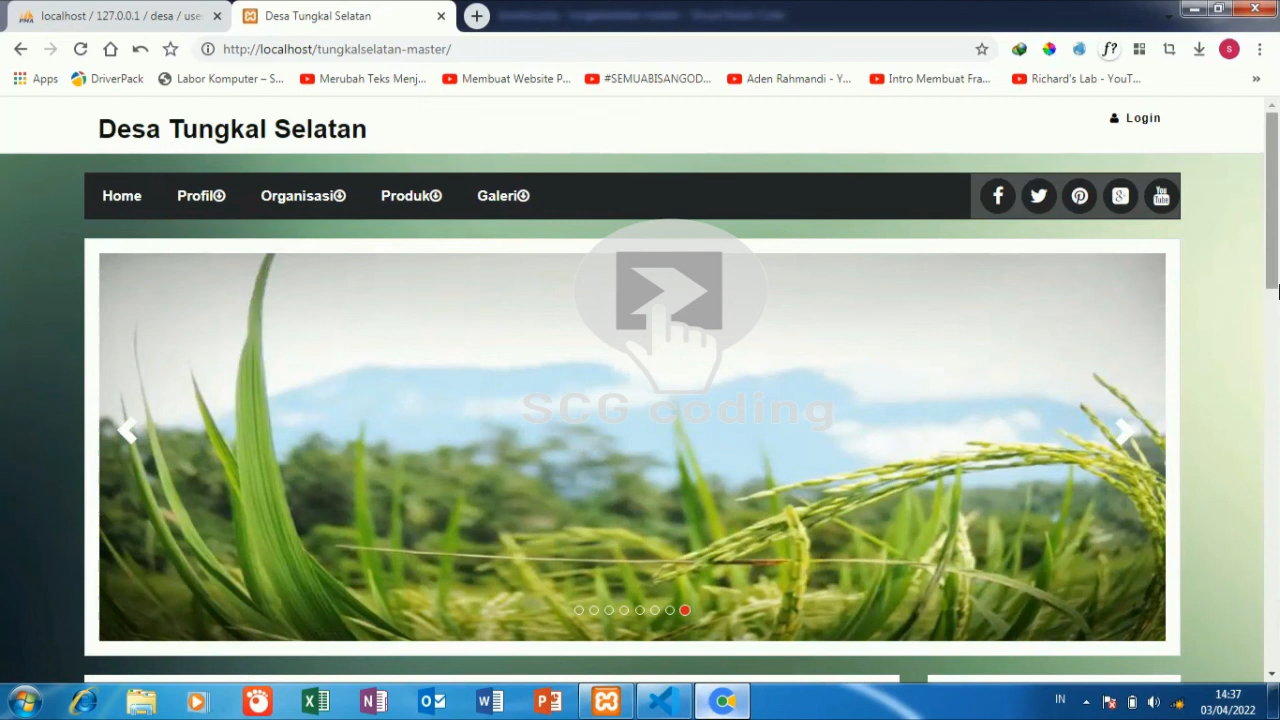 localhost / 127.0.0.1 / desa / use
Desa Tungkal Selatan
http://localhost/tungkalselatan-master/
f?
s
Apps
DriverPack
Labor Komputer – S...
Merubah Teks Menj...
Membuat Website P...
#SEMUABISANGOD...
Aden Rahmandi - Y...
Intro Membuat Fra...
Richard's Lab - YouT...
»
Desa Tungkal Selatan
Login
Home
Profil
Organisasi
Produk
Galeri
You
Tube
SCG coding
IN
14:37
03/04/2022